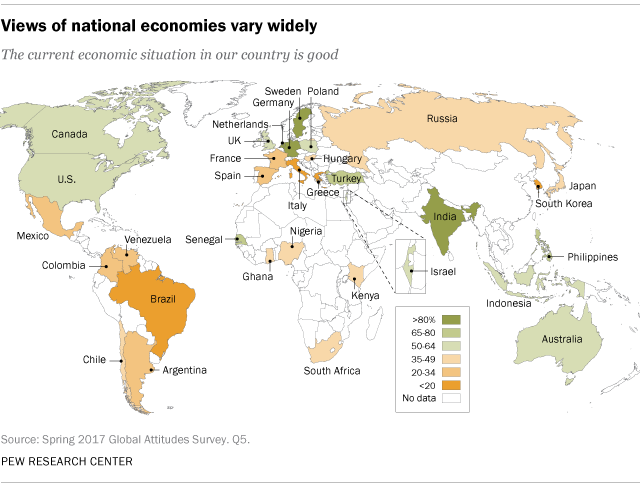 Views of national economies vary widely
The current economic situation in our country is good
Sweden Poland
Germany
Netherlands
Canada
Russia
UK
France
Hungary
U.S.
Spain
Turkey
Japan
Greece
South Korea
Italy
India
Mexico
Venezuela
Senegal
Nigeria
Philippines
Colombia
Israel
Ghana
Kenya
Indonesia
Brazil
>80%
65-80
Australia
50-64
35-49
Chile
Argentina
South Africa
20-34
<20
No data
Source: Spring 2017 Global Attitudes Survey. Q5.
PEW RESEARCH CENTER